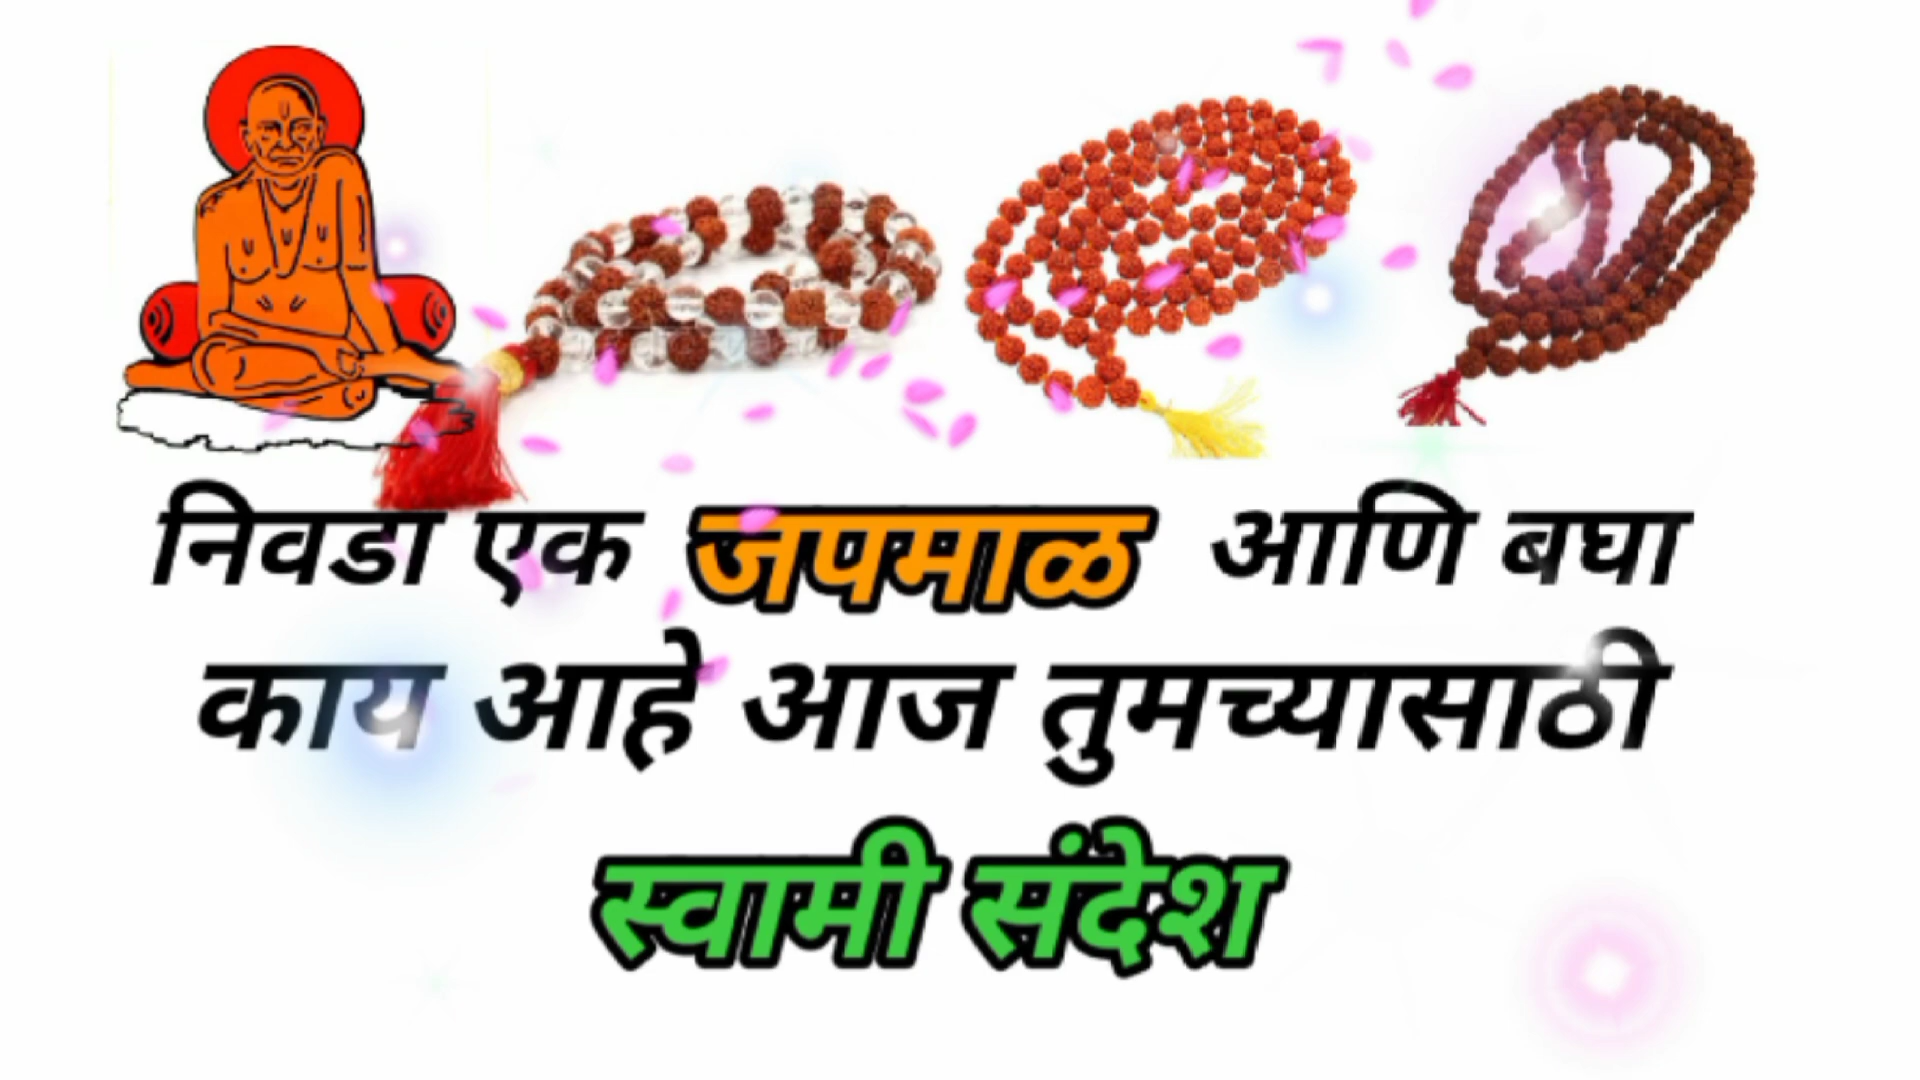 निवडा एक जपमाळ आणि बघा
काय आहे आज तुमच्यासाठी
स्वामी संदेश